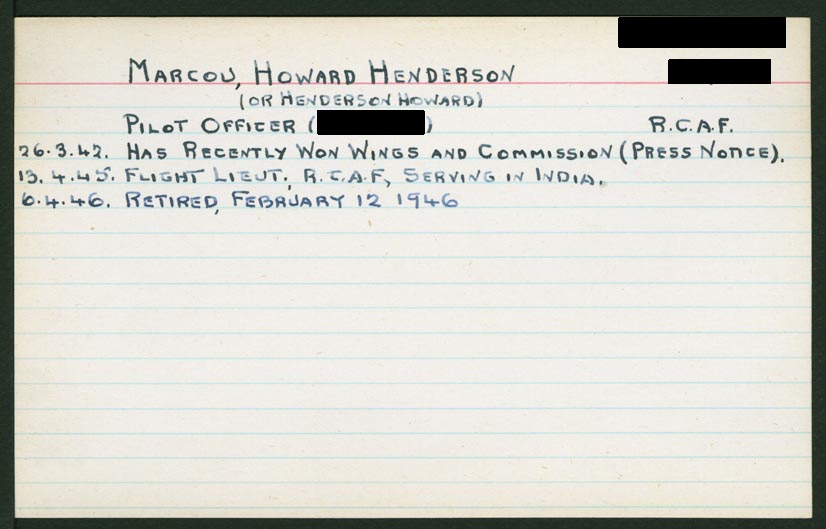 MARCOU, HOWARD HENDERSON
(OR HENDERSON HOWARD)
PILOT OFFICER ( ) R.C.A.F.
26.3.42. HAS RECENTLY WON WINGS AND COMMISSION (PRESS NOTICE).
13.4.45. FLIGHT LIEUT., R.C.A.F., SERVING IN INDIA.
6.4.46. RETIRED, FEBRUARY 12 1946